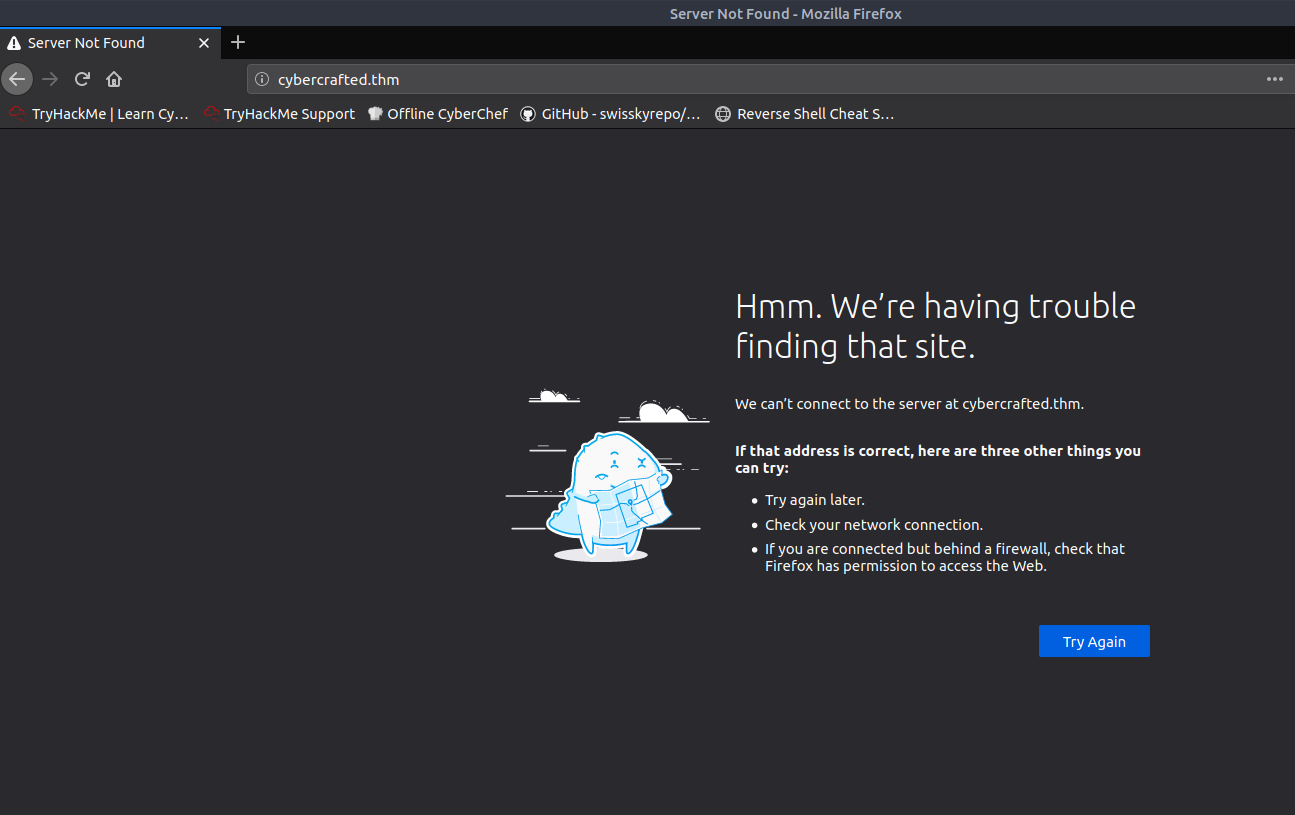 Server Not Found - Mozilla Firefox
Server Not Found
cybercrafted.thm
TryHackMe | Learn Cy… TryHackMe Support Offline CyberChef GitHub - swisskyrepo/… Reverse Shell Cheat S…
Hmm. We’re having trouble
finding that site.
We can’t connect to the server at cybercrafted.thm.
If that address is correct, here are three other things you
can try:
Try again later.
Check your network connection.
If you are connected but behind a firewall, check that
Firefox has permission to access the Web.
Try Again